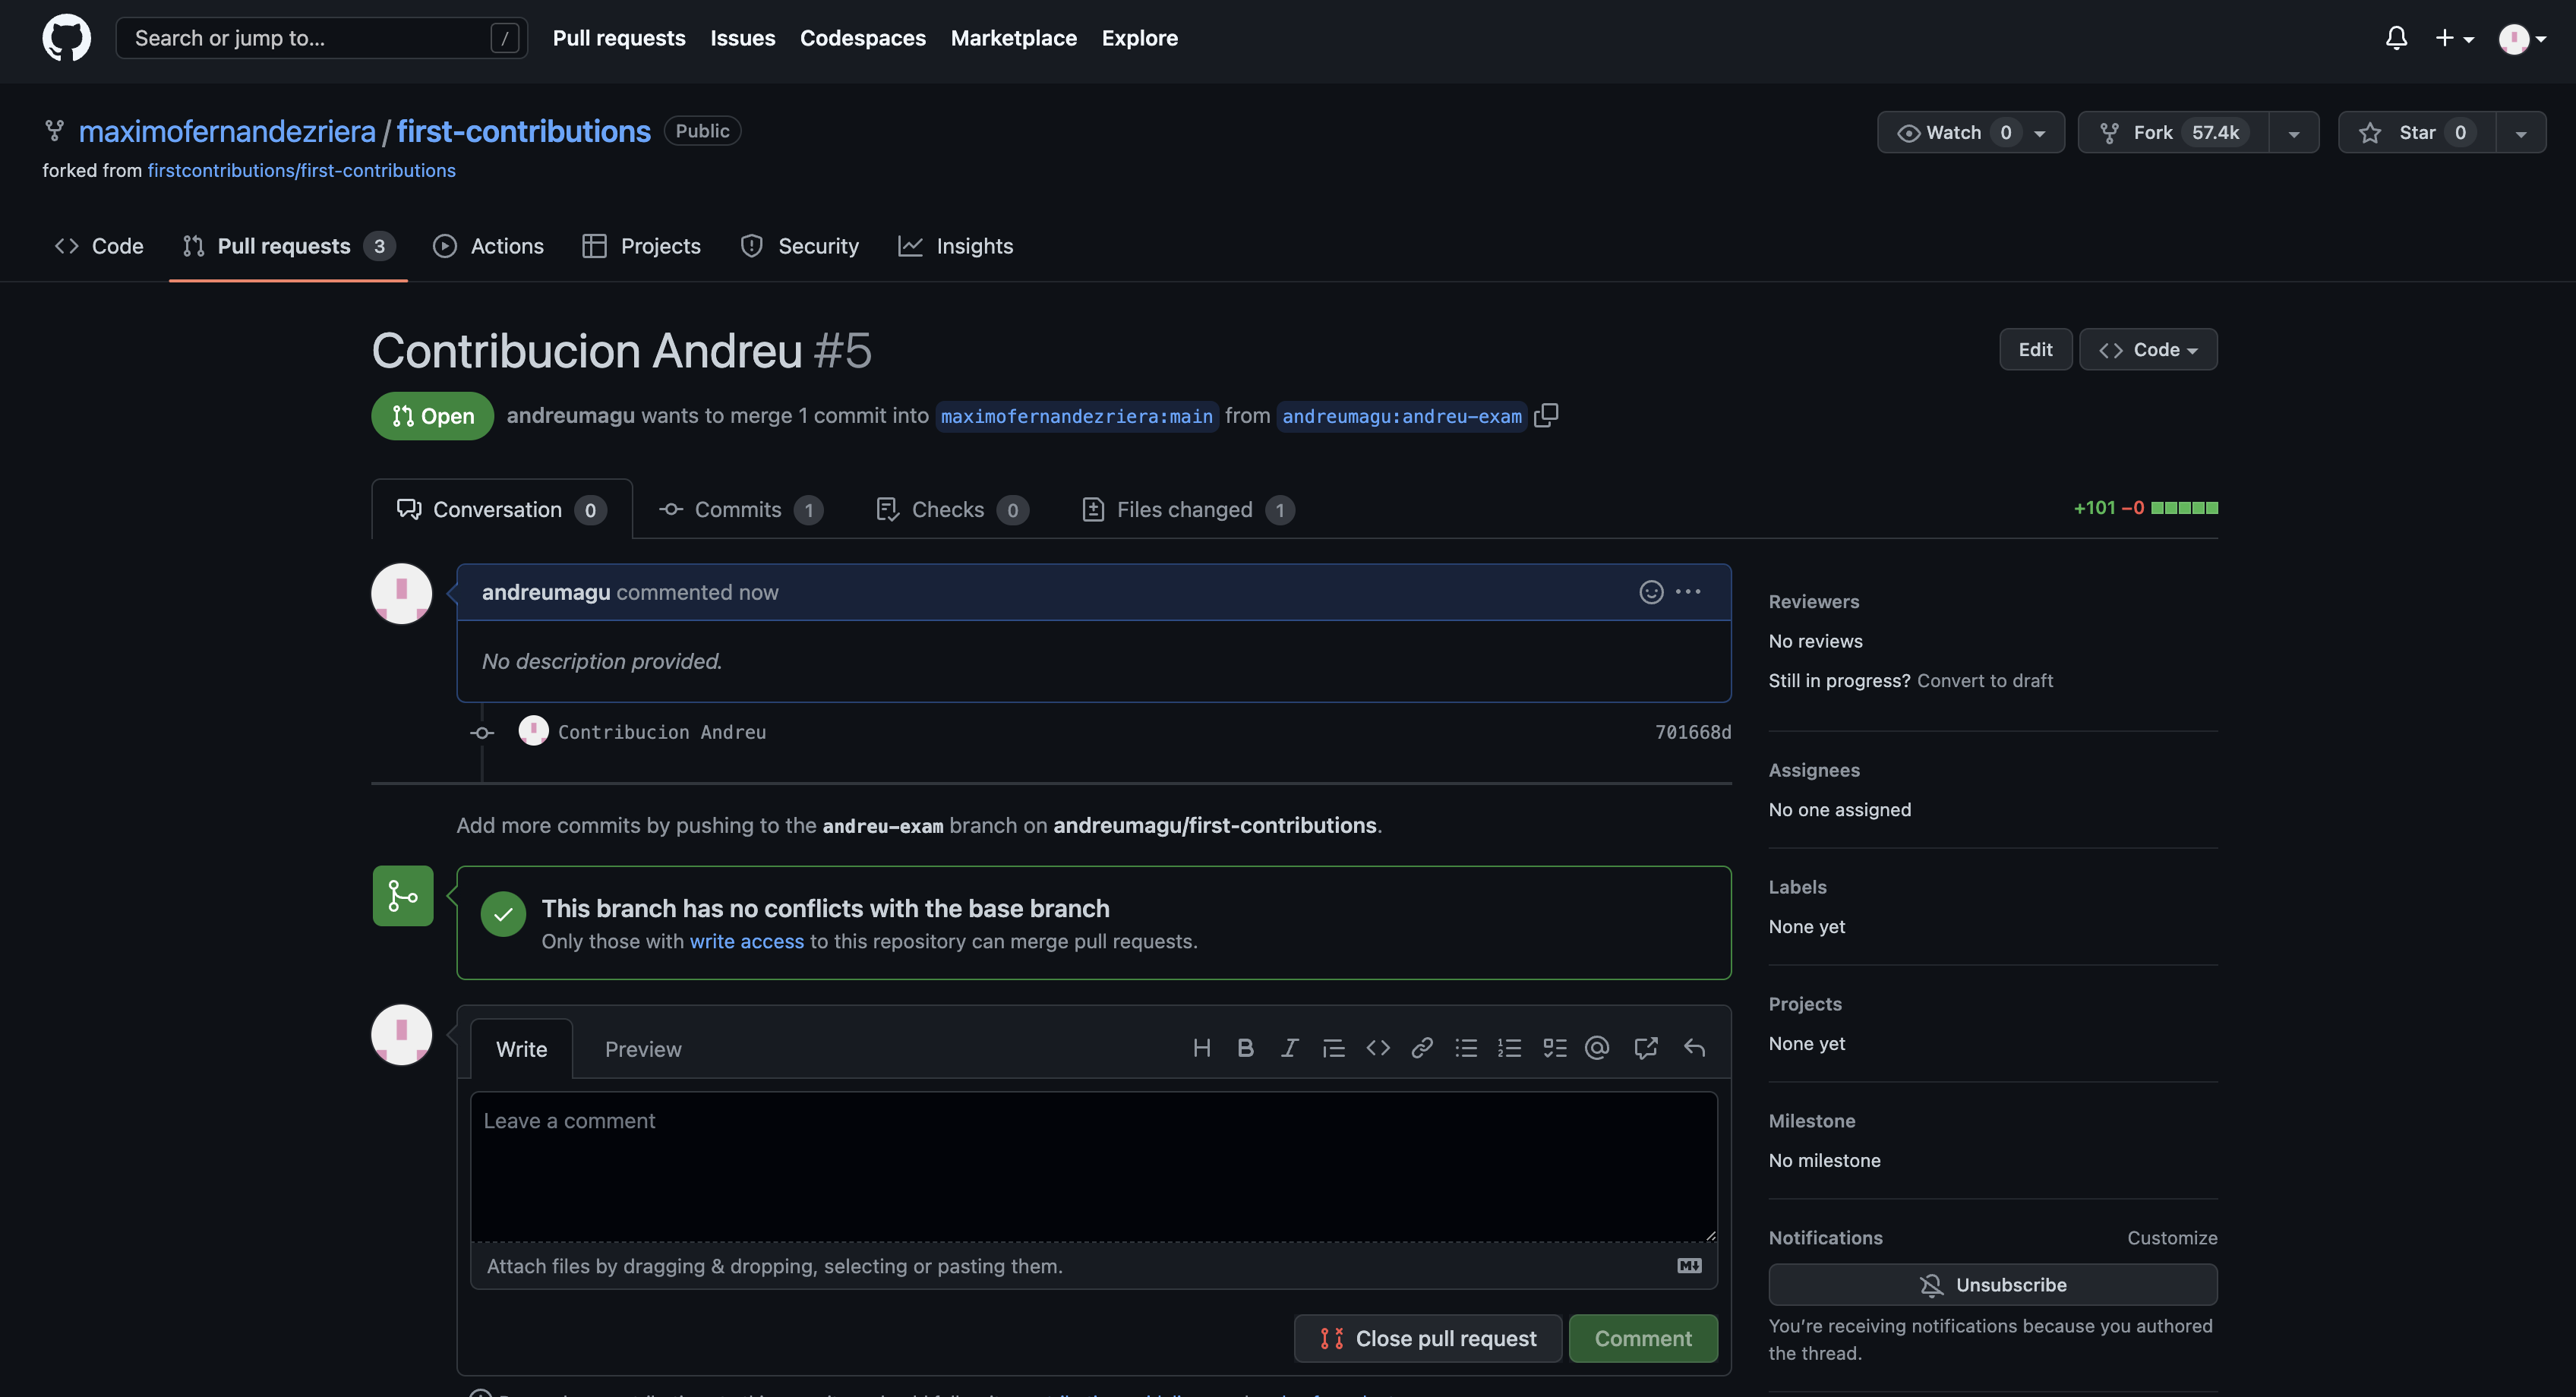 Search or jump to... /
Pull requests Issues Codespaces Marketplace Explore
maximofernandezriera / first-contributions Public
Watch 0 Fork 57.4k Star 0
forked from firstcontributions/first-contributions
Code Pull requests 3 Actions Projects Security Insights
Contribucion Andreu #5
Edit Code
Open andreumagu wants to merge 1 commit into maximofernandezriera:main from andreumagu:andreu-exam
Conversation 0 Commits 1 Checks 0 Files changed 1
+101 −0
andreumagu commented now
No description provided.
Contribucion Andreu 701668d
Add more commits by pushing to the andreu-exam branch on andreumagu/first-contributions.
This branch has no conflicts with the base branch
Only those with write access to this repository can merge pull requests.
Write Preview
Leave a comment
Attach files by dragging & dropping, selecting or pasting them.
Close pull request Comment
Reviewers
No reviews
Still in progress? Convert to draft
Assignees
No one assigned
Labels
None yet
Projects
None yet
Milestone
No milestone
Notifications Customize
Unsubscribe
You’re receiving notifications because you authored
the thread.